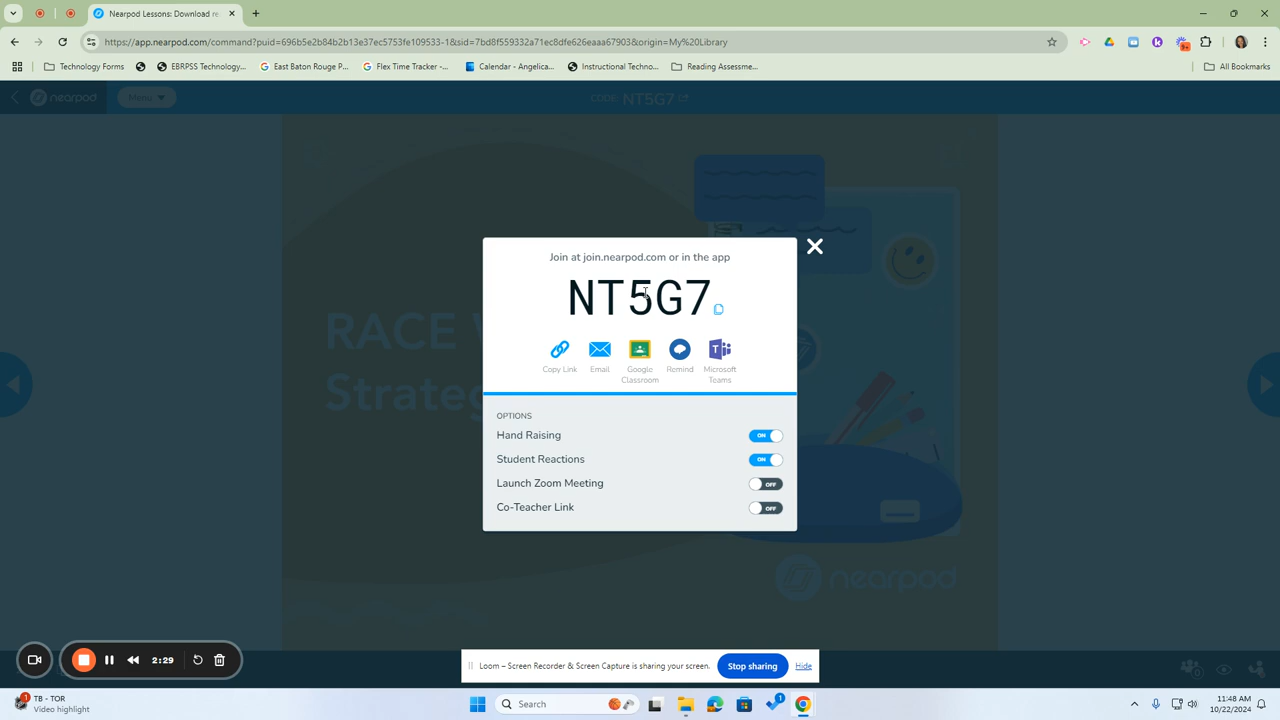 Nearpod Lessons: Download re
https://app.nearpod.com/command?puid=696b5e2b84b2b13e37ec5753fe109533-1&sid=7bd8f559332a71ec8dfe626eaaa67903&origin=My%20Library
Technology Forms
EBRPSS Technology...
East Baton Rouge P...
Flex Time Tracker -...
Calendar - Angelica...
Instructional Techno...
Reading Assessme...
All Bookmarks
nearpod
Menu
CODE: NT5G7
Join at join.nearpod.com or in the app
NT5G7
Copy Link
Email
Google
Classroom
Remind
Microsoft
Teams
RACE W
Strateg
OPTIONS
Hand Raising ON
Student Reactions ON
Launch Zoom Meeting OFF
Co-Teacher Link OFF
nearpod
2:29
Loom – Screen Recorder & Screen Capture is sharing your screen.
Stop sharing
Hide
1
TB - TOR
Video highlight
Search
1
11:48 AM
10/22/2024